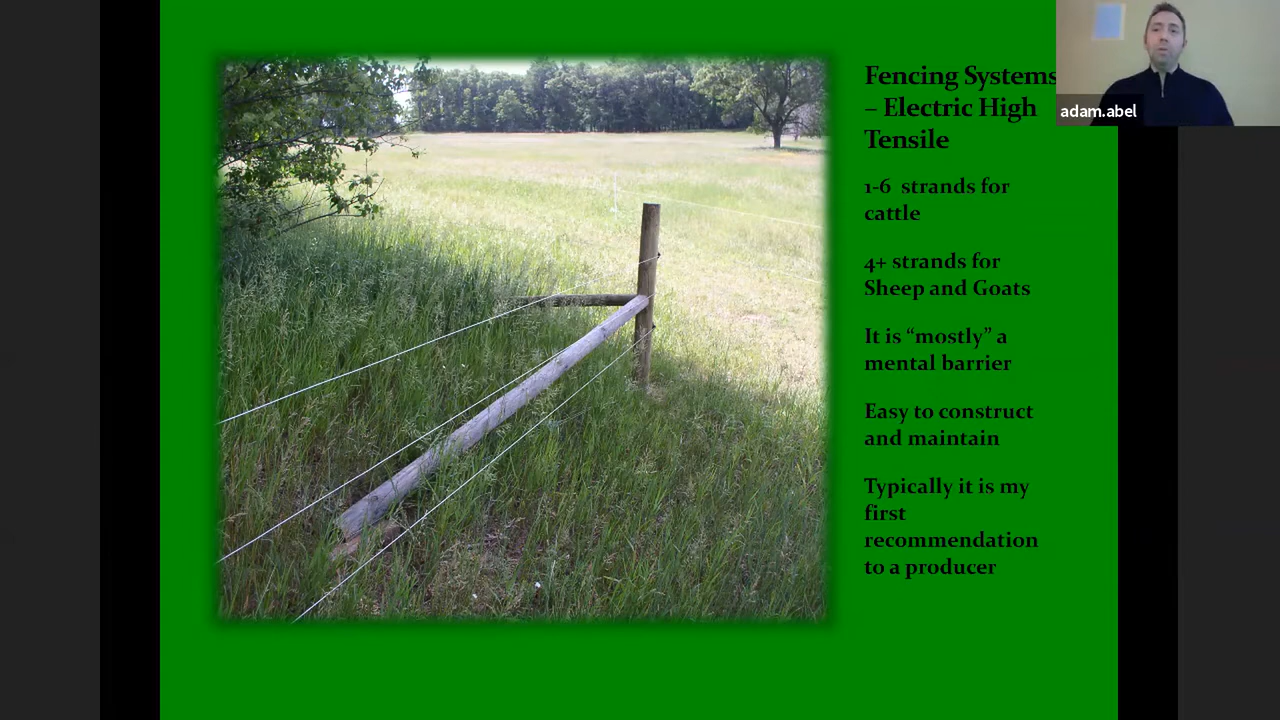 Fencing Systems
– Electric High
Tensile
1-6 strands for
cattle
4+ strands for
Sheep and Goats
It is “mostly” a
mental barrier
Easy to construct
and maintain
Typically it is my
first
recommendation
to a producer
adam.abel